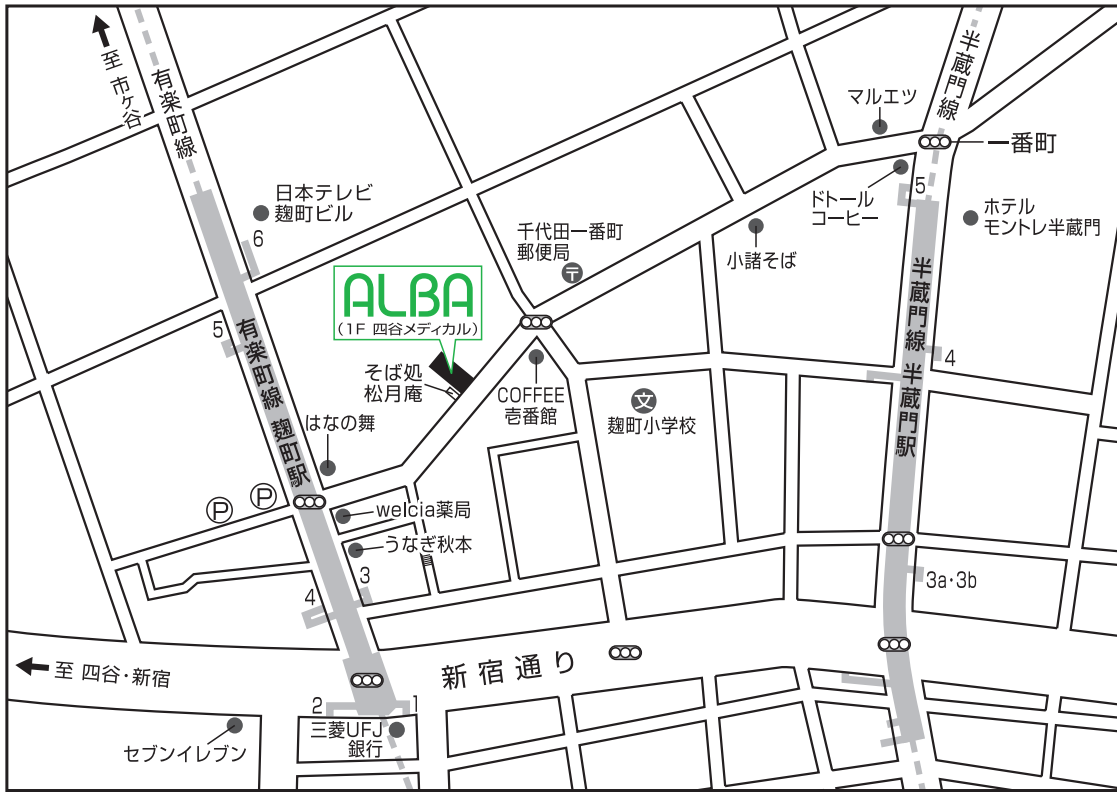 至 市ヶ谷
有楽町線
半蔵門線
マルエツ
一番町
日本テレビ
麹町ビル
6
千代田一番町
郵便局
〒
小諸そば
ドトール
コーヒー
5
ホテル
モントレ半蔵門
ALBA
(1F 四谷メディカル)
5
有楽町線 麹町駅
そば処
松月庵
COFFEE
壱番館
文
麹町小学校
半蔵門線 半蔵門駅
4
はなの舞
P
P
welcia薬局
うなぎ秋本
3
4
3a・3b
至 四谷・新宿
新宿通り
2
1
三菱UFJ
銀行
セブンイレブン